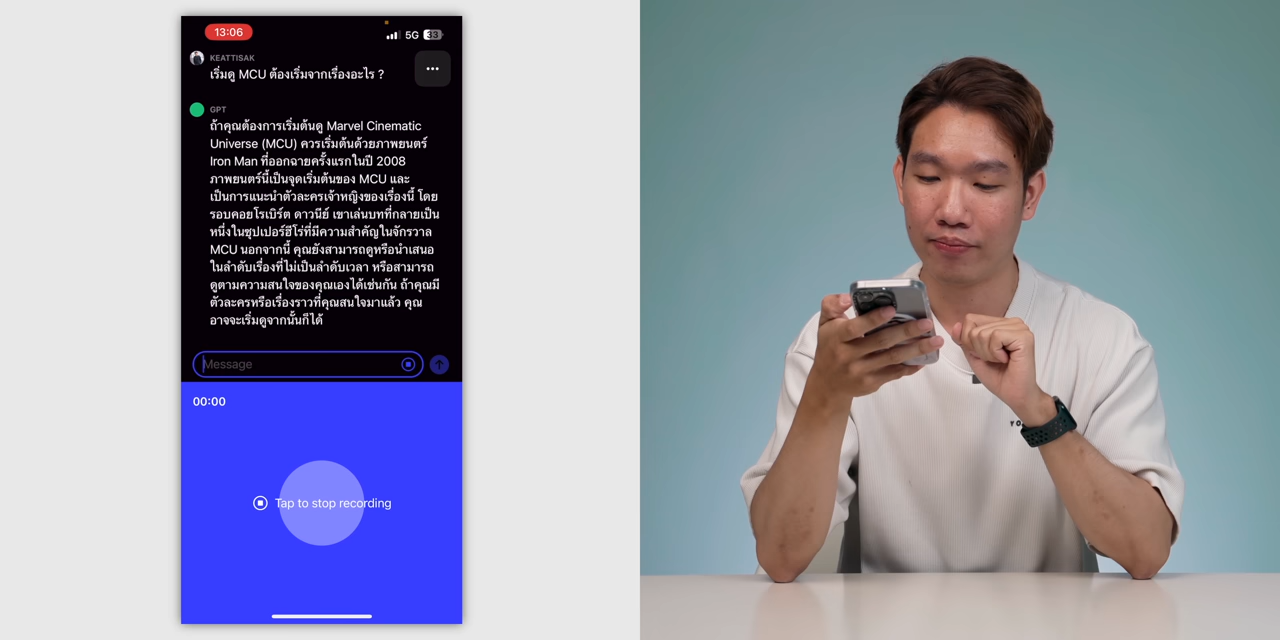 13:06
5G 33
KEATTISAK
เริ่มดู MCU ต้องเริ่มจากเรื่องอะไร ?
GPT
ถ้าคุณต้องการเริ่มต้นดู Marvel Cinematic
Universe (MCU) ควรเริ่มต้นด้วยภาพยนตร์
Iron Man ที่ออกฉายครั้งแรกในปี 2008
ภาพยนตร์นี้เป็นจุดเริ่มต้นของ MCU และ
เป็นการแนะนำตัวละครเจ้าหญิงของเรื่องนี้ โดย
รอบคอยโรเบิร์ต ดาวนีย์ เขาเล่นบทที่กลายเป็น
หนึ่งในซุปเปอร์ฮีโร่ที่มีความสำคัญในจักรวาล
MCU นอกจากนี้ คุณยังสามารถดูหรือนำเสนอ
ในลำดับเรื่องที่ไม่เป็นลำดับเวลา หรือสามารถ
ดูตามความสนใจของคุณเองได้เช่นกัน ถ้าคุณมี
ตัวละครหรือเรื่องราวที่คุณสนใจมาแล้ว คุณ
อาจจะเริ่มดูจากนั้นก็ได้
Message
00:00
Tap to stop recording